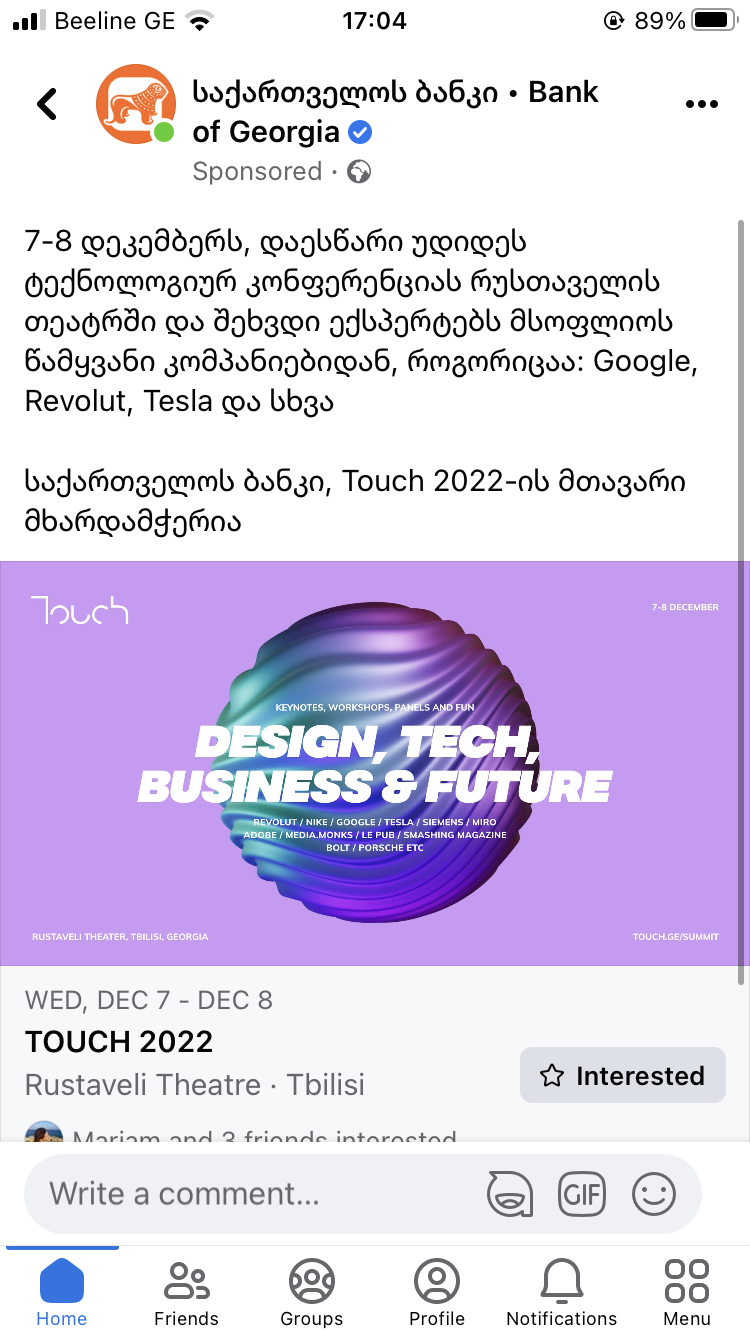 Beeline GE
17:04
89%
საქართველოს ბანკი • Bank
of Georgia
Sponsored ·
7-8 დეკემბერს, დაესწარი უდიდეს
ტექნოლოგიურ კონფერენციას რუსთაველის
თეატრში და შეხვდი ექსპერტებს მსოფლიოს
წამყვანი კომპანიებიდან, როგორიცაა: Google,
Revolut, Tesla და სხვა
საქართველოს ბანკი, Touch 2022-ის მთავარი
მხარდამჭერია
Touch
7-8 DECEMBER
KEYNOTES, WORKSHOPS, PANELS AND FUN
DESIGN, TECH,
BUSINESS & FUTURE
REVOLUT / NIKE / GOOGLE / TESLA / SIEMENS / MIRO
ADOBE / MEDIA.MONKS / LE PUB / SMASHING MAGAZINE
BOLT / PORSCHE ETC
RUSTAVELI THEATER, TBILISI, GEORGIA
TOUCH.GE/SUMMIT
WED, DEC 7 - DEC 8
TOUCH 2022
Rustaveli Theatre · Tbilisi
Interested
Mariam and 3 friends interested
Write a comment...
GIF
Home
Friends
Groups
Profile
Notifications
Menu